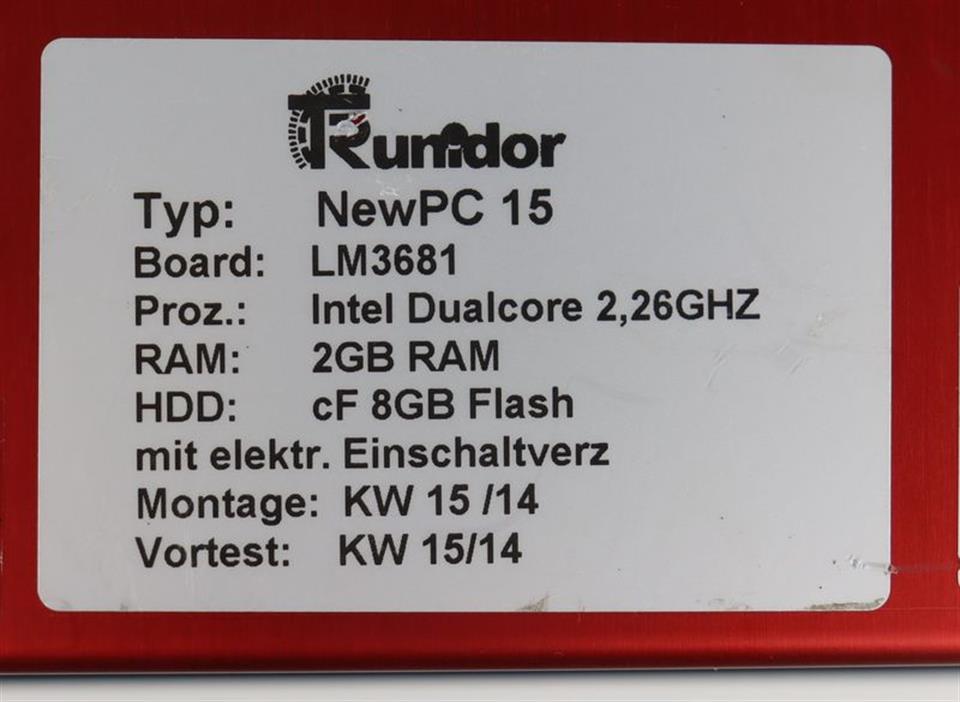 Rumidor
Typ: NewPC 15
Board: LM3681
Proz.: Intel Dualcore 2,26GHZ
RAM: 2GB RAM
HDD: cF 8GB Flash
mit elektr. Einschaltverz
Montage: KW 15 /14
Vortest: KW 15/14